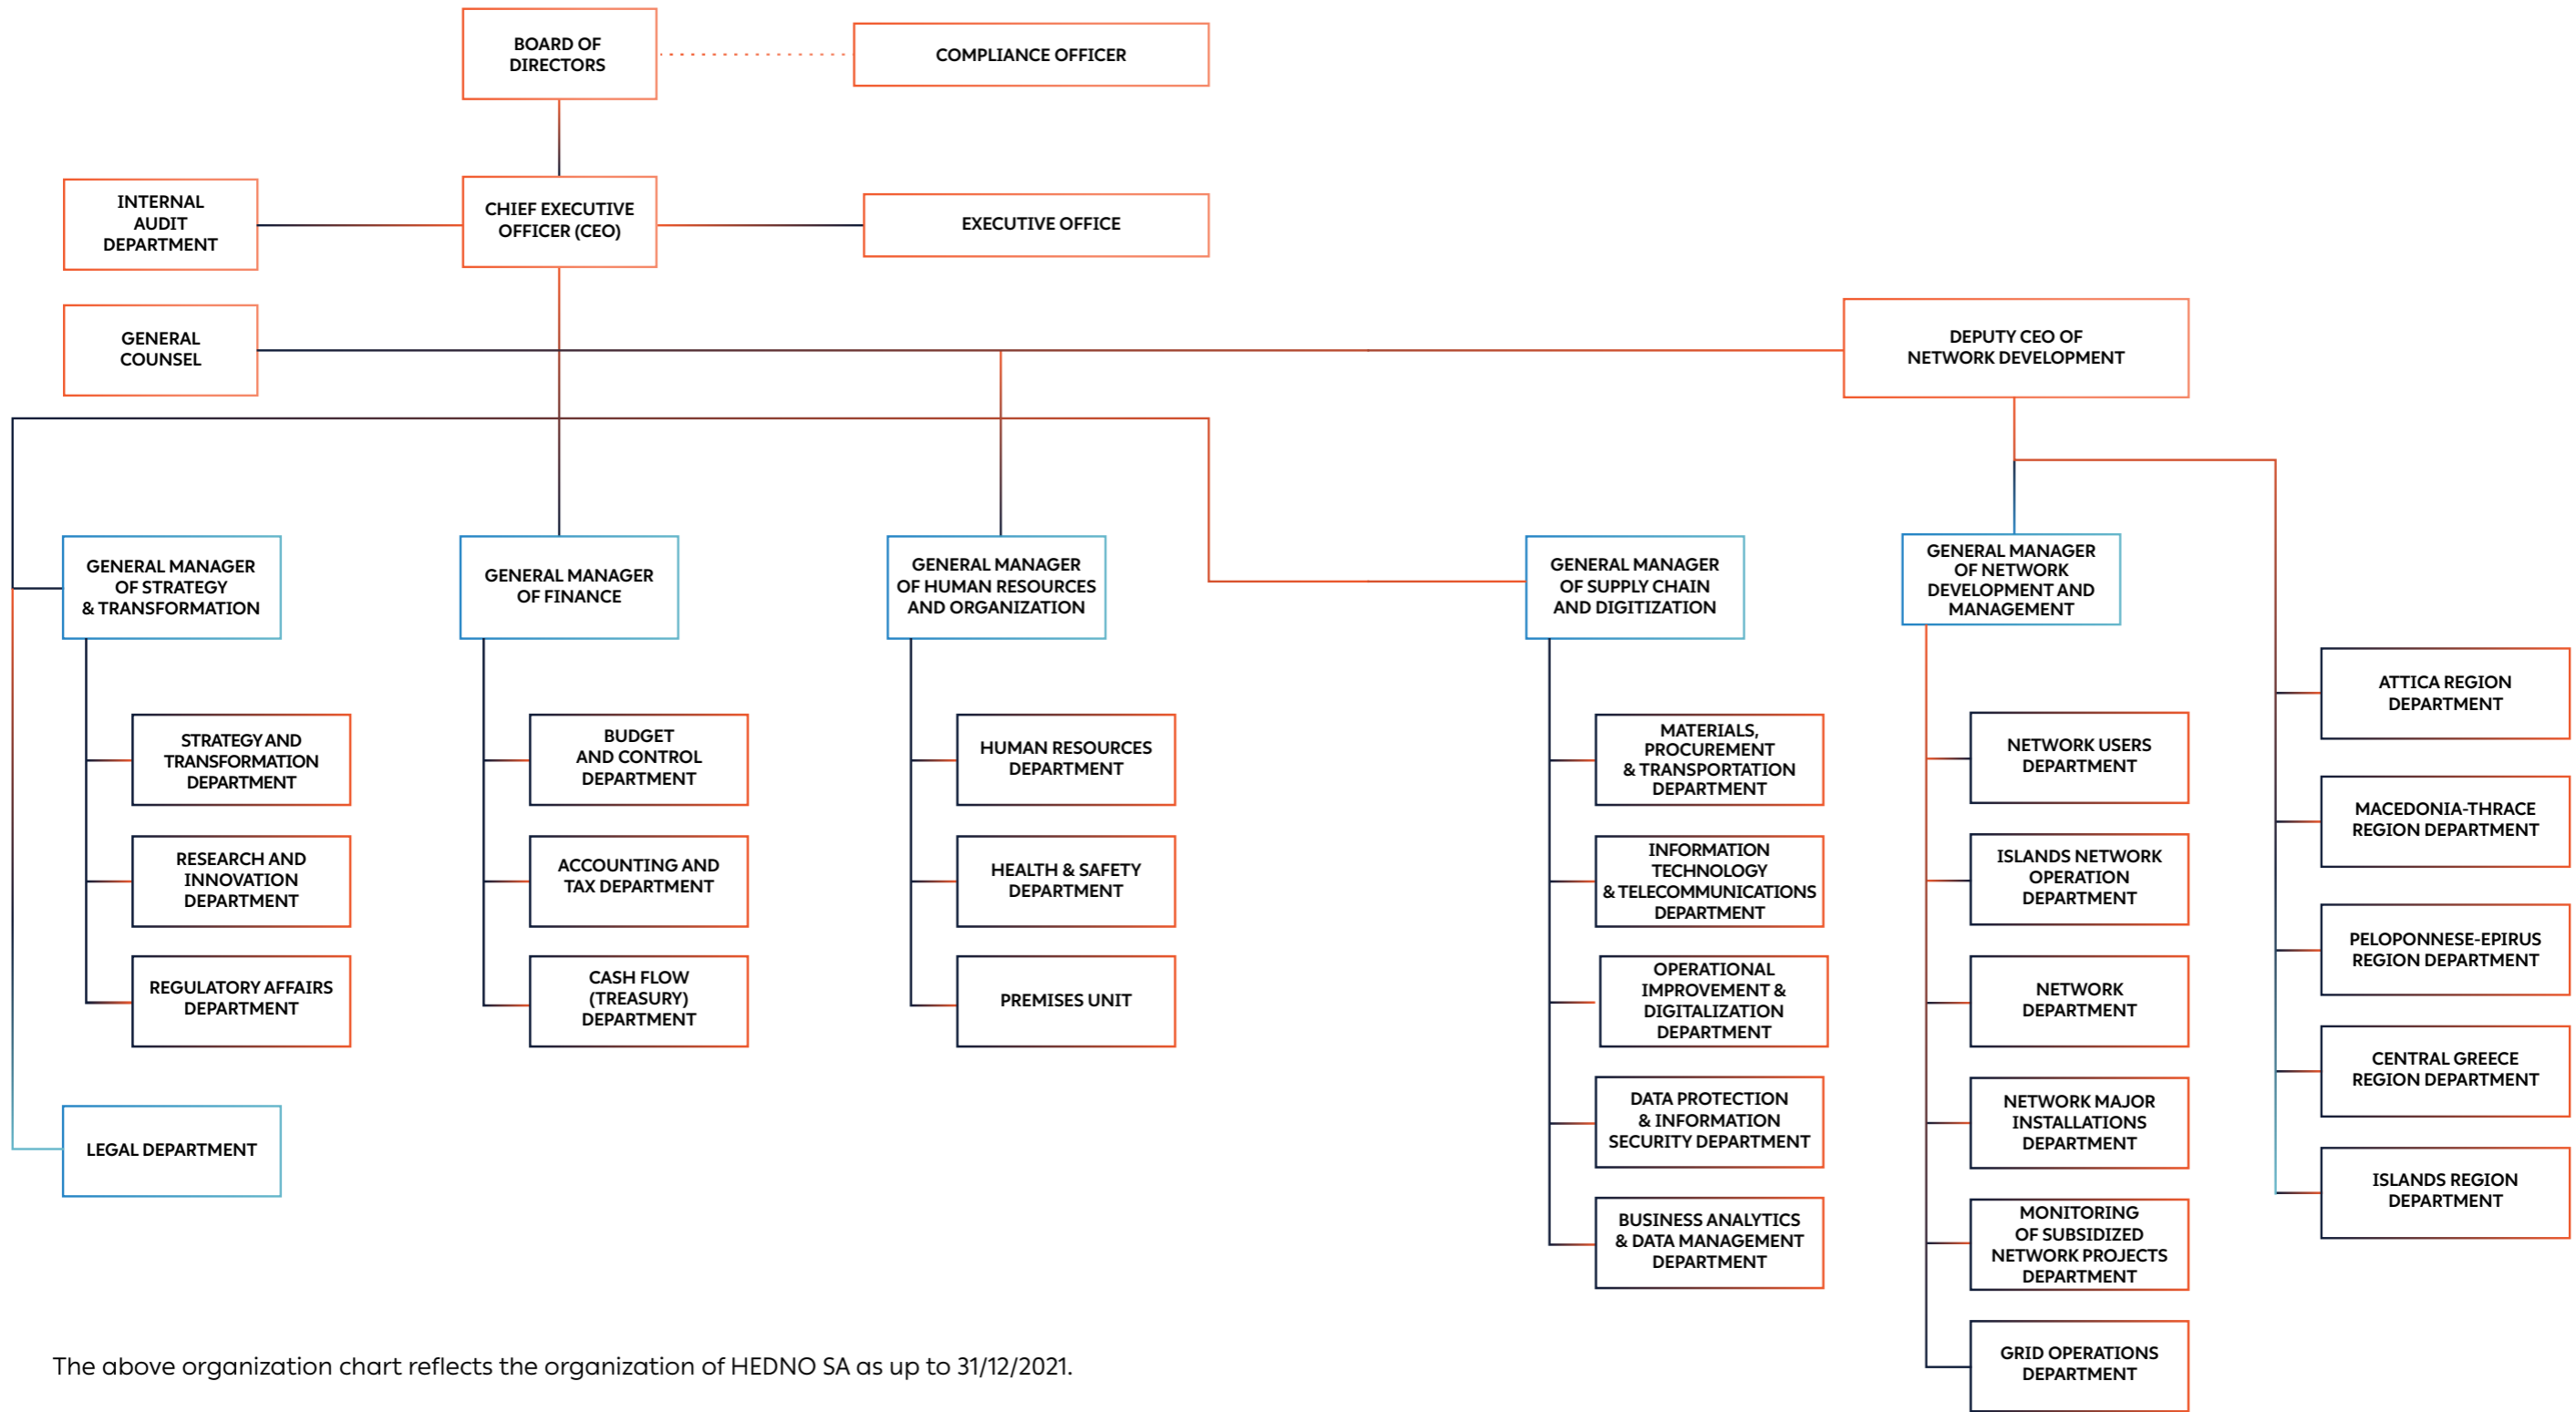 BOARD OF
DIRECTORS
COMPLIANCE OFFICER
INTERNAL
AUDIT
DEPARTMENT
CHIEF EXECUTIVE
OFFICER (CEO)
EXECUTIVE OFFICE
GENERAL
COUNSEL
DEPUTY CEO OF
NETWORK DEVELOPMENT
GENERAL MANAGER
OF STRATEGY
& TRANSFORMATION
STRATEGY AND
TRANSFORMATION
DEPARTMENT
RESEARCH AND
INNOVATION
DEPARTMENT
REGULATORY AFFAIRS
DEPARTMENT
LEGAL DEPARTMENT
GENERAL MANAGER
OF FINANCE
BUDGET
AND CONTROL
DEPARTMENT
ACCOUNTING AND
TAX DEPARTMENT
CASH FLOW
(TREASURY)
DEPARTMENT
GENERAL MANAGER
OF HUMAN RESOURCES
AND ORGANIZATION
HUMAN RESOURCES
DEPARTMENT
HEALTH & SAFETY
DEPARTMENT
PREMISES UNIT
GENERAL MANAGER
OF SUPPLY CHAIN
AND DIGITIZATION
MATERIALS,
PROCUREMENT
& TRANSPORTATION
DEPARTMENT
INFORMATION
TECHNOLOGY
& TELECOMMUNICATIONS
DEPARTMENT
OPERATIONAL
IMPROVEMENT &
DIGITALIZATION
DEPARTMENT
DATA PROTECTION
& INFORMATION
SECURITY DEPARTMENT
BUSINESS ANALYTICS
& DATA MANAGEMENT
DEPARTMENT
GENERAL MANAGER
OF NETWORK
DEVELOPMENT AND
MANAGEMENT
NETWORK USERS
DEPARTMENT
ISLANDS NETWORK
OPERATION
DEPARTMENT
NETWORK
DEPARTMENT
NETWORK MAJOR
INSTALLATIONS
DEPARTMENT
MONITORING
OF SUBSIDIZED
NETWORK PROJECTS
DEPARTMENT
GRID OPERATIONS
DEPARTMENT
ATTICA REGION
DEPARTMENT
MACEDONIA-THRACE
REGION DEPARTMENT
PELOPONNESE-EPIRUS
REGION DEPARTMENT
CENTRAL GREECE
REGION DEPARTMENT
ISLANDS REGION
DEPARTMENT
The above organization chart reflects the organization of HEDNO SA as up to 31/12/2021.